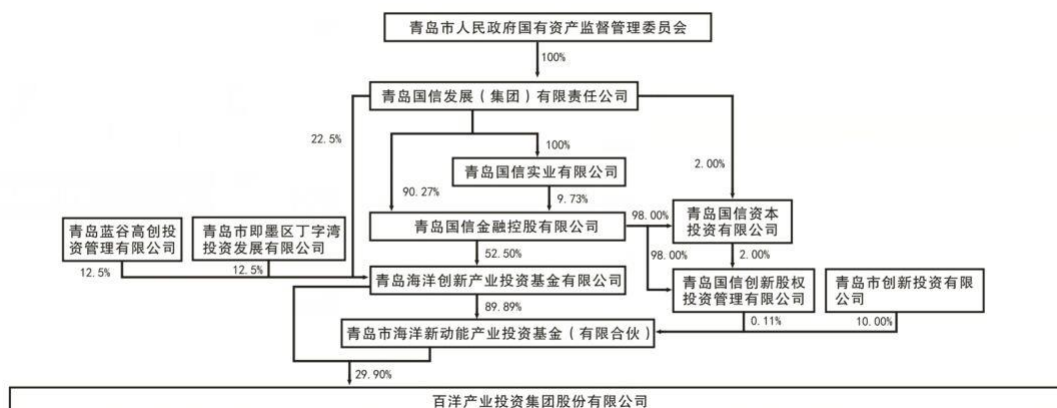 青岛市人民政府国有资产监督管理委员会
100%
青岛国信发展（集团）有限责任公司
22.5%
100%
2.00%
青岛国信实业有限公司
90.27%
9.73%
青岛蓝谷高创投
资管理有限公司
青岛市即墨区丁字湾
投资发展有限公司
青岛国信金融控股有限公司
98.00%
青岛国信资本
投资有限公司
12.5%
12.5%
52.50%
98.00%
2.00%
青岛海洋创新产业投资基金有限公司
青岛国信创新股权
投资管理有限公司
青岛市创新投资有限
公司
89.89%
0.11%
10.00%
青岛市海洋新动能产业投资基金（有限合伙）
29.90%
百洋产业投资集团股份有限公司